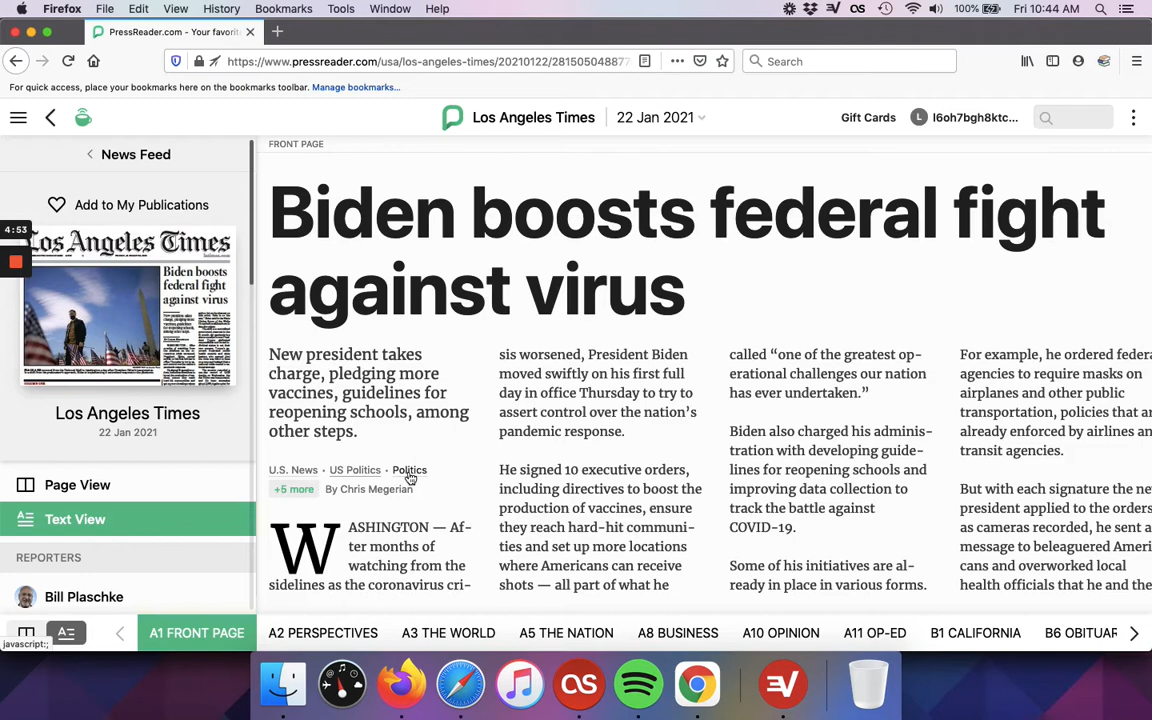 Firefox File Edit View History Bookmarks Tools Window Help 100% Fri 10:44 AM
PressReader.com - Your favorit
https://www.pressreader.com/usa/los-angeles-times/20210122/281505048877 Search
For quick access, place your bookmarks here on the bookmarks toolbar. Manage bookmarks...
Los Angeles Times 22 Jan 2021 Gift Cards L l6oh7bgh8ktc...
News Feed
Add to My Publications
4:53
Los Angeles Times
Biden boosts
federal fight
against virus
Los Angeles Times
22 Jan 2021
Page View
Text View
REPORTERS
Bill Plaschke
javascript:;
FRONT PAGE
Biden boosts federal fight
against virus
New president takes
charge, pledging more
vaccines, guidelines for
reopening schools, among
other steps.
U.S. News · US Politics · Politics
+5 more By Chris Megerian
WASHINGTON — Af-
ter months of
watching from the
sidelines as the coronavirus cri-
sis worsened, President Biden
moved swiftly on his first full
day in office Thursday to try to
assert control over the nation's
pandemic response.
He signed 10 executive orders,
including directives to boost the
production of vaccines, ensure
they reach hard-hit communi-
ties and set up more locations
where Americans can receive
shots — all part of what he
called “one of the greatest op-
erational challenges our nation
has ever undertaken.”
Biden also charged his adminis-
tration with developing guide-
lines for reopening schools and
improving data collection to
track the battle against
COVID-19.
Some of his initiatives are al-
ready in place in various forms.
For example, he ordered federa
agencies to require masks on
airplanes and other public
transportation, policies that ar
already enforced by airlines an
transit agencies.
But with each signature the ne
president applied to the orders
as cameras recorded, he sent a
message to beleaguered Ameri
cans and overworked local
health officials that he and the
A1 FRONT PAGE A2 PERSPECTIVES A3 THE WORLD A5 THE NATION A8 BUSINESS A10 OPINION A11 OP-ED B1 CALIFORNIA B6 OBITUAR